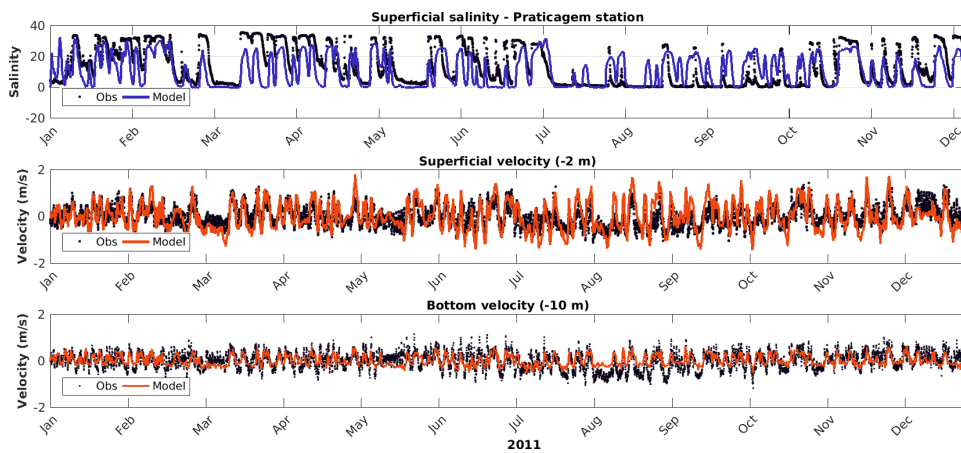 Superficial salinity - Praticagem station
Salinity
40
20
0
-20
Obs Model
Jan Feb Mar Apr May Jun Jul Aug Sep Oct Nov Dec
Superficial velocity (-2 m)
Velocity (m/s)
2
0
-2
Obs Model
Jan Feb Mar Apr May Jun Jul Aug Sep Oct Nov Dec
Bottom velocity (-10 m)
Velocity (m/s)
2
0
-2
Obs Model
Jan Feb Mar Apr May Jun Jul Aug Sep Oct Nov Dec
2011